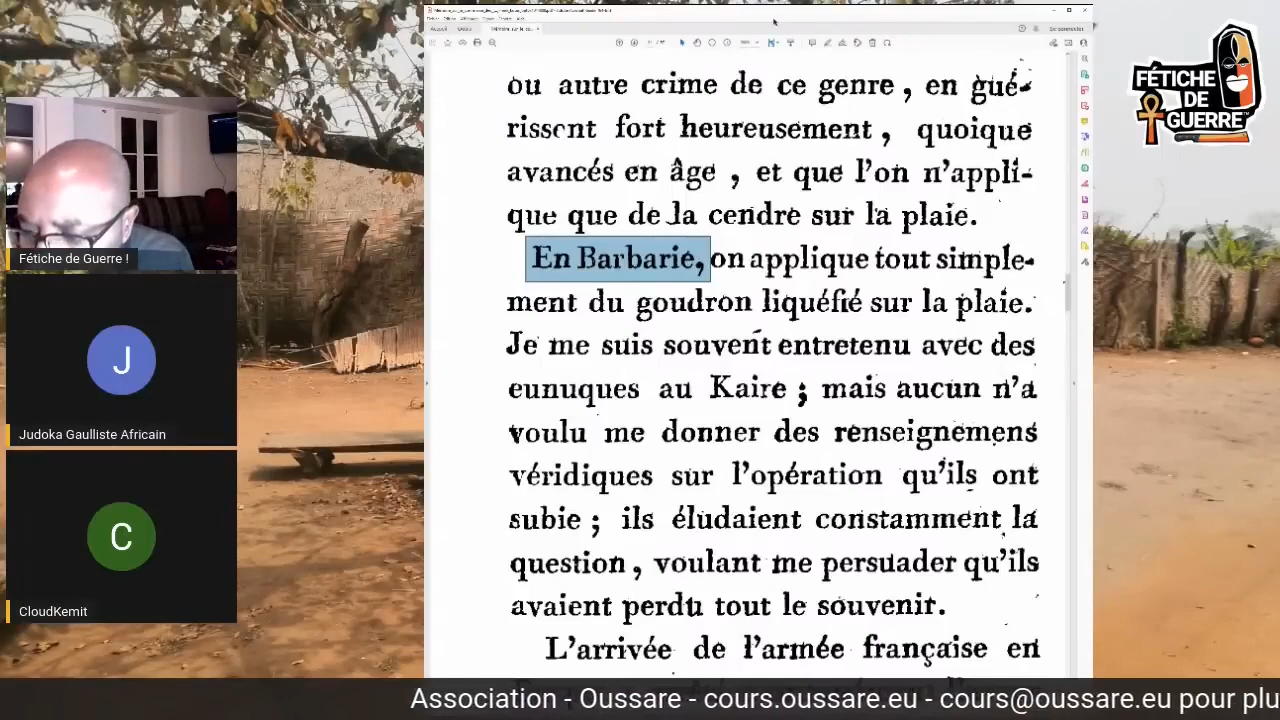 FÉTICHE
DE
GUERRE
ou autre crime de ce genre, en gué-
rissent fort heureusement, quoique
avancés en âge, et que l'on n'appli-
que que de la cendre sur la plaie.
En Barbarie, on applique tout simple-
ment du goudron liquéfié sur la plaie.
Je me suis souvent entretenu avec des
eunuques au Kaire; mais aucun n'a
voulu me donner des renseignemens
véridiques sur l'opération qu'ils ont
subie; ils éludaient constamment la
question, voulant me persuader qu'ils
avaient perdu tout le souvenir.
L'arrivée de l'armée française en
Fétiche de Guerre !
J
Judoka Gaulliste Africain
C
CloudKemit
Association - Oussare - cours.oussare.eu - cours@oussare.eu pour plu